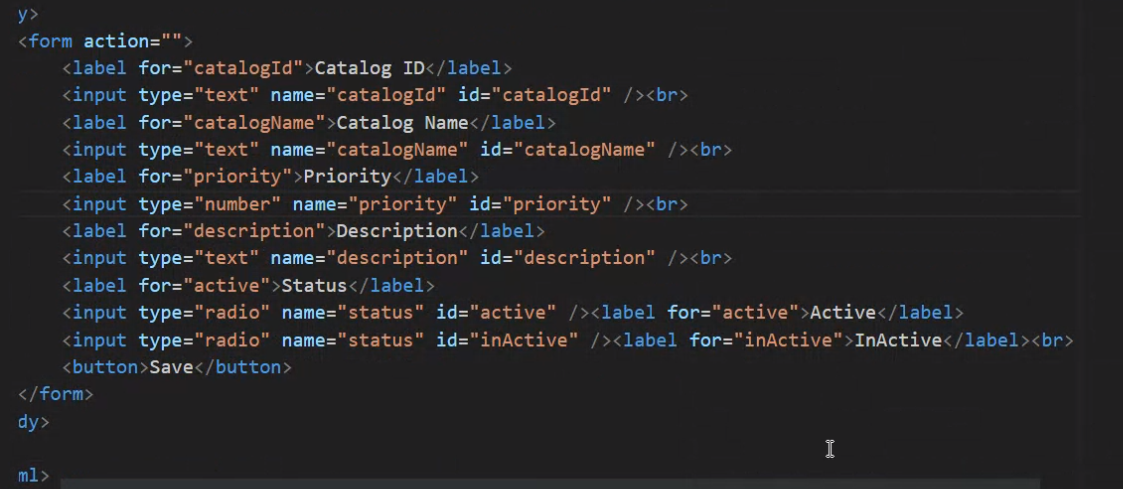 y>
<form action="">
<label for="catalogId">Catalog ID</label>
<input type="text" name="catalogId" id="catalogId" /><br>
<label for="catalogName">Catalog Name</label>
<input type="text" name="catalogName" id="catalogName" /><br>
<label for="priority">Priority</label>
<input type="number" name="priority" id="priority" /><br>
<label for="description">Description</label>
<input type="text" name="description" id="description" /><br>
<label for="active">Status</label>
<input type="radio" name="status" id="active" /><label for="active">Active</label>
<input type="radio" name="status" id="inActive" /><label for="inActive">InActive</label><br>
<button>Save</button>
</form>
dy>
ml>